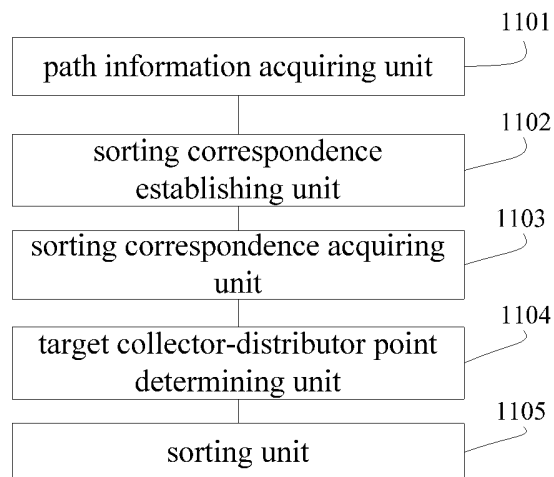 1101
path information acquiring unit
1102
sorting correspondence
establishing unit
1103
sorting correspondence acquiring
unit
1104
target collector-distributor point
determining unit
1105
sorting unit